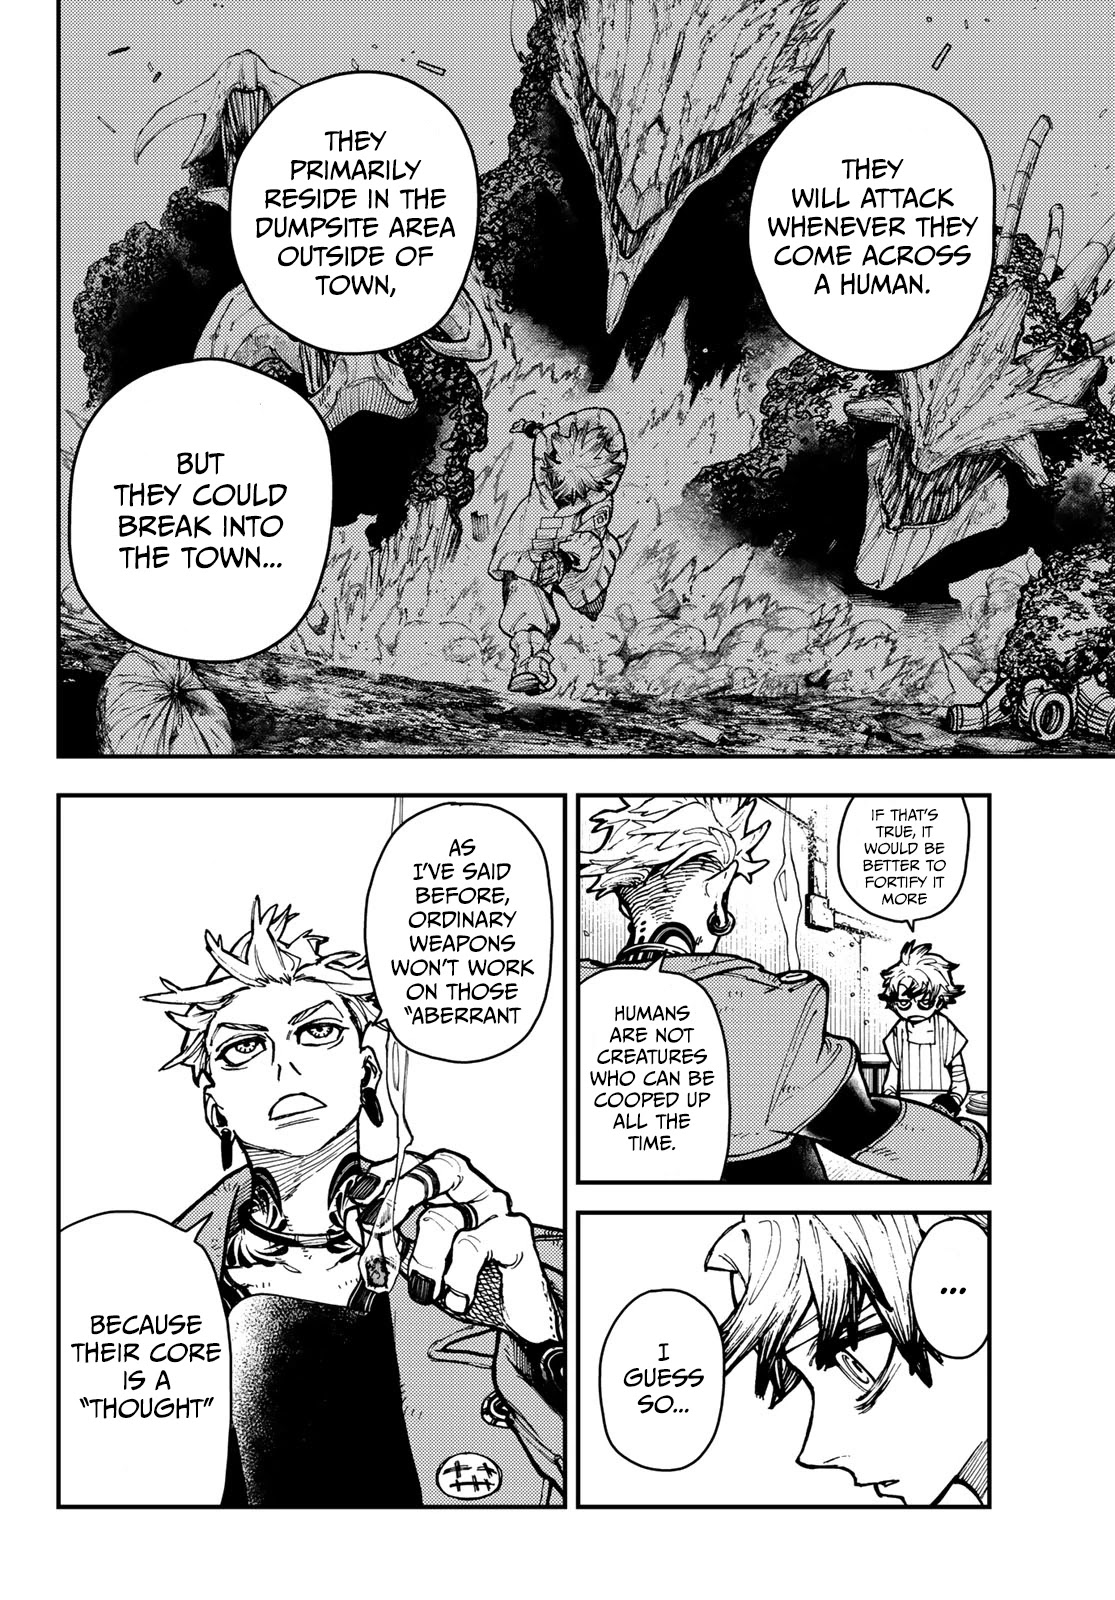 THEY
WILL ATTACK
WHENEVER THEY
COME ACROSS
A HUMAN.
THEY
PRIMARILY
RESIDE IN THE
DUMPSITE AREA
OUTSIDE OF
TOWN,
BUT
THEY COULD
BREAK INTO
THE TOWN...
IF THAT'S
TRUE, IT
WOULD BE
BETTER TO
FORTIFY IT
MORE
HUMANS
ARE NOT
CREATURES
WHO CAN BE
COOPED UP
ALL THE
TIME.
...
I
GUESS
SO...
AS
I'VE SAID
BEFORE,
ORDINARY
WEAPONS
WON'T WORK
ON THOSE
"ABERRANT
BECAUSE
THEIR CORE
IS A
"THOUGHT"